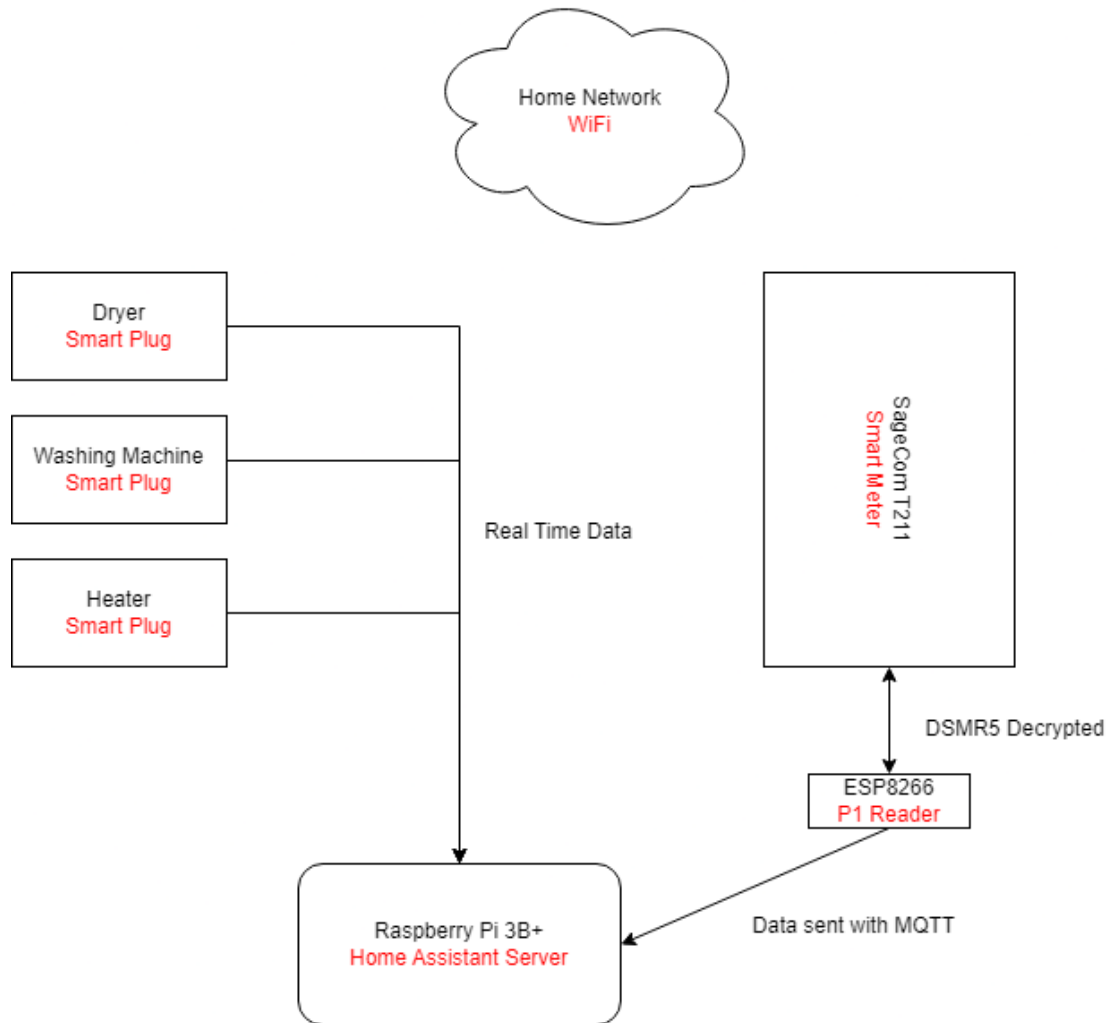 Home Network
WiFi
Dryer
Smart Plug
Washing Machine
Smart Plug
Heater
Smart Plug
Real Time Data
SageCom T211
Smart Meter
DSMR5 Decrypted
ESP8266
P1 Reader
Data sent with MQTT
Raspberry Pi 3B+
Home Assistant Server